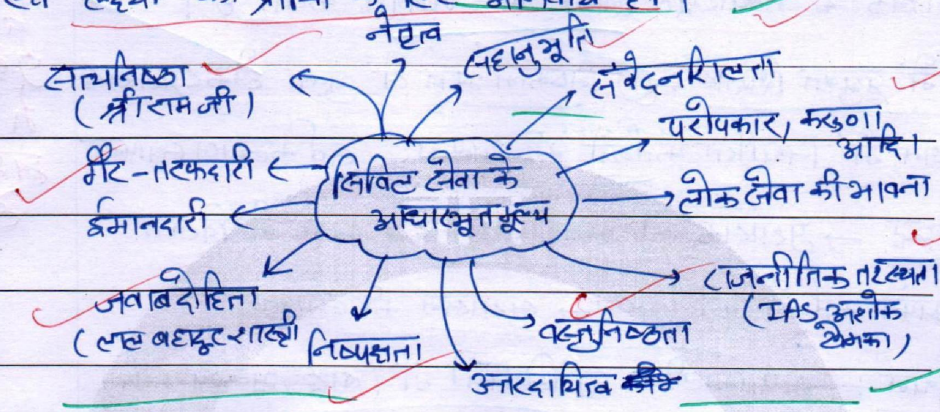 नेतृत्व
सत्यनिष्ठा
(श्री राम जी)
सहानुभूति
संवेदनशिलता
परोपकार, करुणा
आदि।
गैर-तरफदारी
सिविल सेवा के
आधारभूत मूल्य
लोक सेवा की भावना
ईमानदारी
जवाबदेहिता
(लाल बहादुर शास्त्री
निष्पक्षता
उत्तरदायित्व
वस्तुनिष्ठता
राजनीतिक तटस्थता
(IAS अशोक
खेमका)